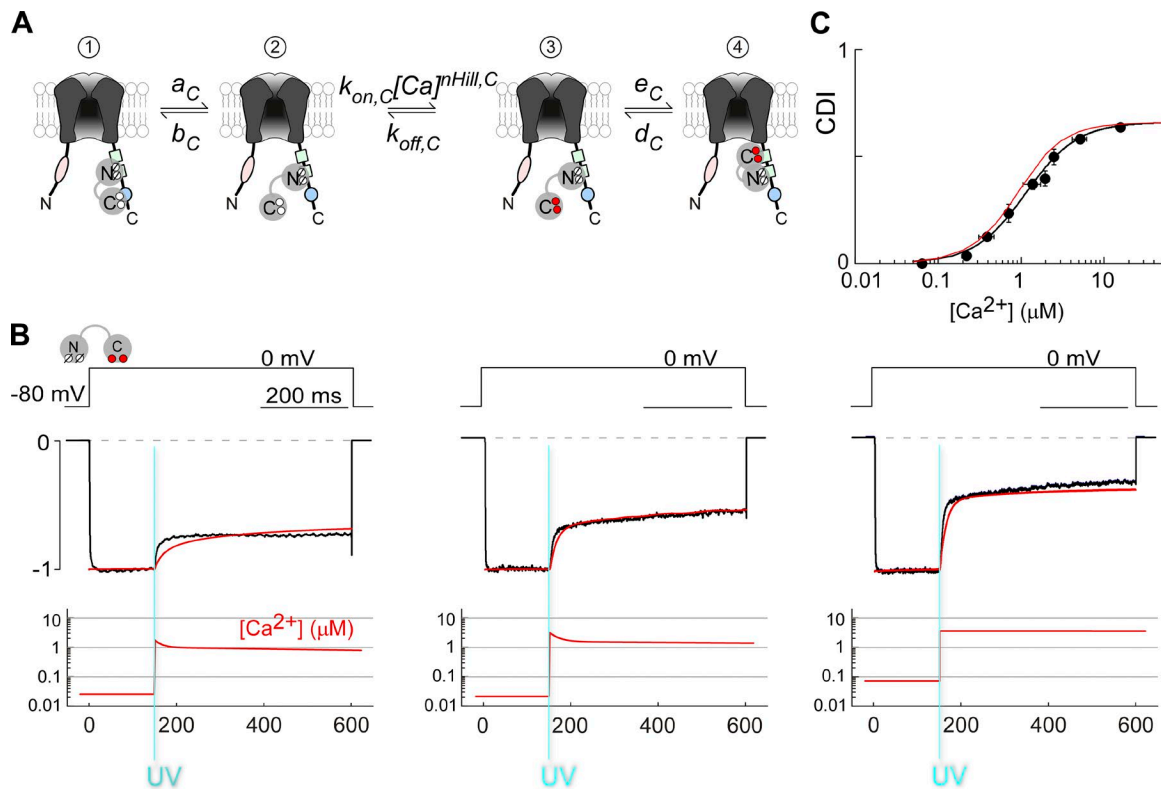 A
① ② ③ ④
a_C
b_C
k_on,C[Ca]^nHill,C
k_off,C
e_C
d_C
N C N C
N C
N C
N C
N C
N C
N C
C
CDI
1
0
0.01 0.1 1 10
[Ca2+] (μM)
B
N C
0 mV 0 mV 0 mV
-80 mV
200 ms
0
-1
[Ca2+] (μM)
10 10 10
1 1 1
0.1 0.1 0.1
0.01 0.01 0.01
0 200 400 600 0 200 400 600 0 200 400 600
UV UV UV